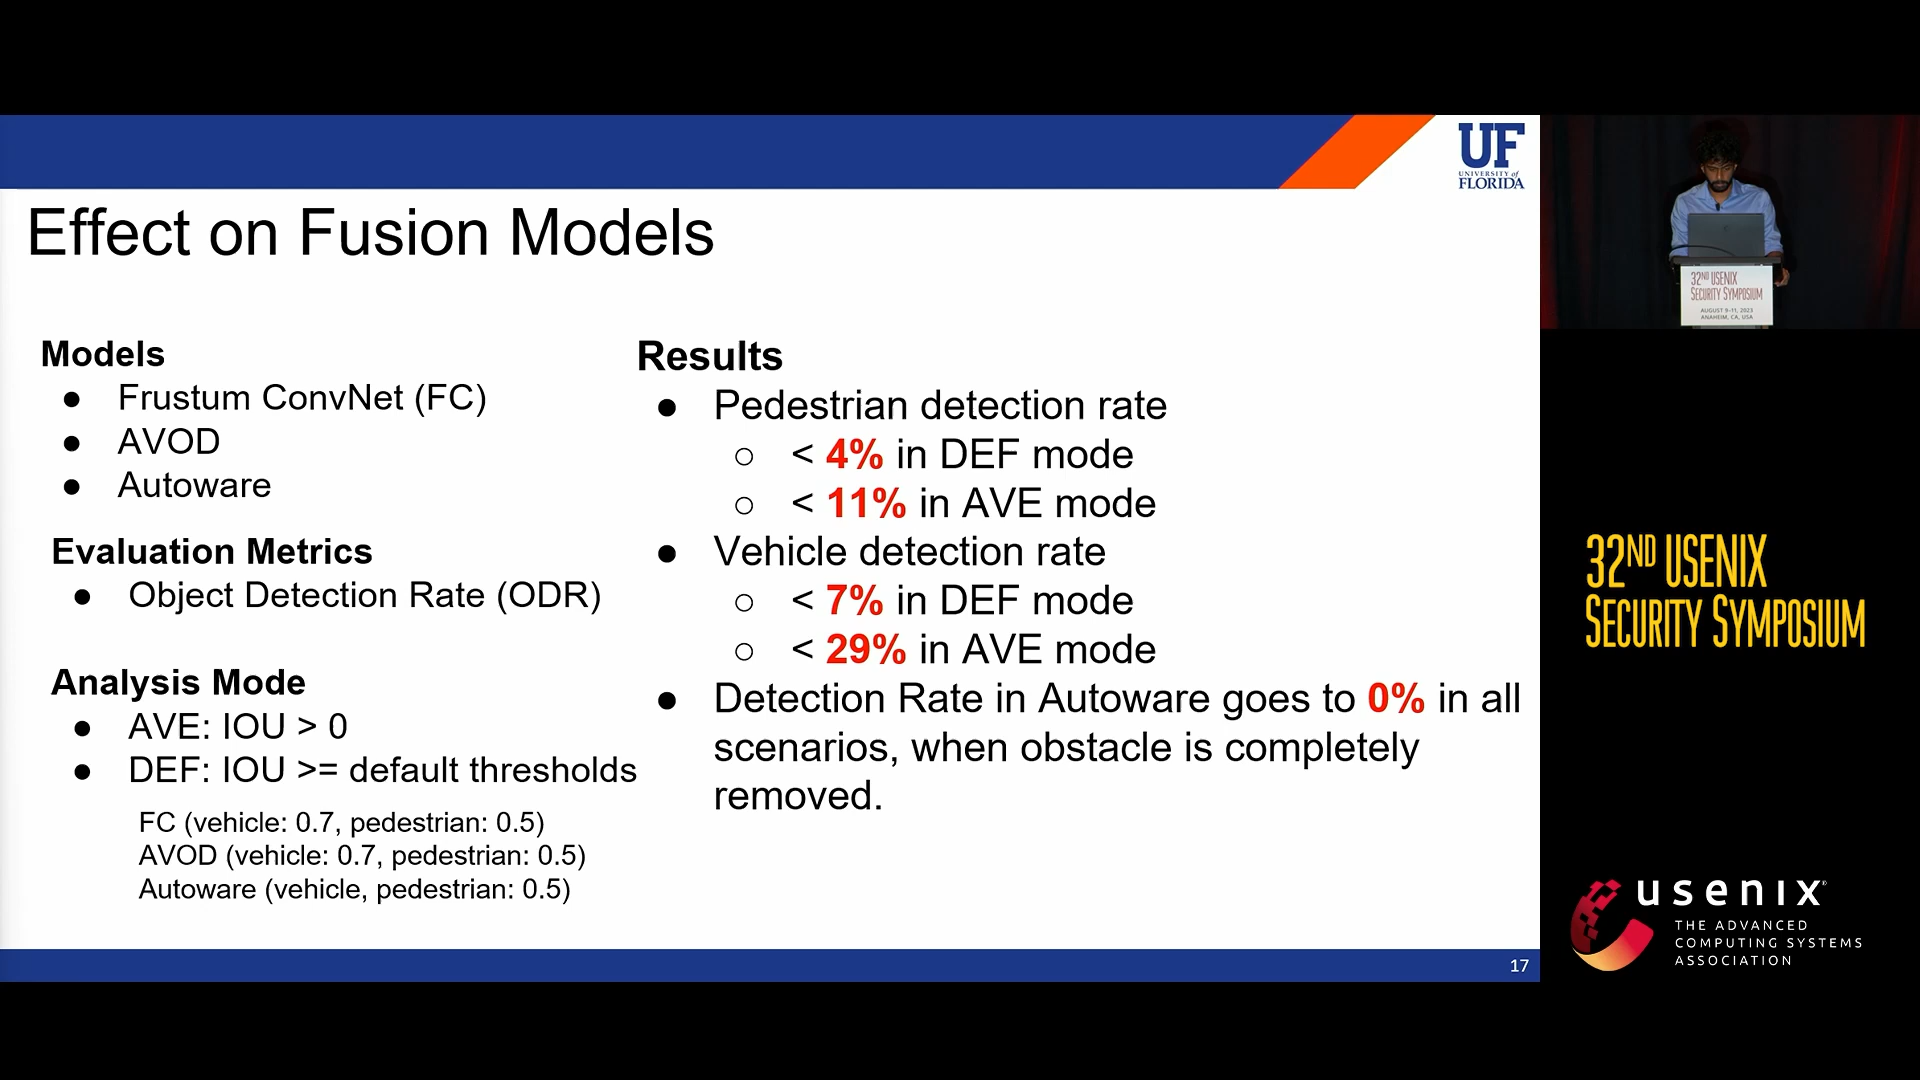 UF
UNIVERSITY of
FLORIDA
Effect on Fusion Models
Models
● Frustum ConvNet (FC)
● AVOD
● Autoware
Evaluation Metrics
● Object Detection Rate (ODR)
Analysis Mode
● AVE: IOU > 0
● DEF: IOU >= default thresholds
FC (vehicle: 0.7, pedestrian: 0.5)
AVOD (vehicle: 0.7, pedestrian: 0.5)
Autoware (vehicle, pedestrian: 0.5)
Results
● Pedestrian detection rate
○ < 4% in DEF mode
○ < 11% in AVE mode
● Vehicle detection rate
○ < 7% in DEF mode
○ < 29% in AVE mode
● Detection Rate in Autoware goes to 0% in all
scenarios, when obstacle is completely
removed.
17
32ND USENIX
SECURITY SYMPOSIUM
AUGUST 9–11, 2023
ANAHEIM, CA, USA
32ND USENIX
SECURITY SYMPOSIUM
usenix®
THE ADVANCED
COMPUTING SYSTEMS
ASSOCIATION